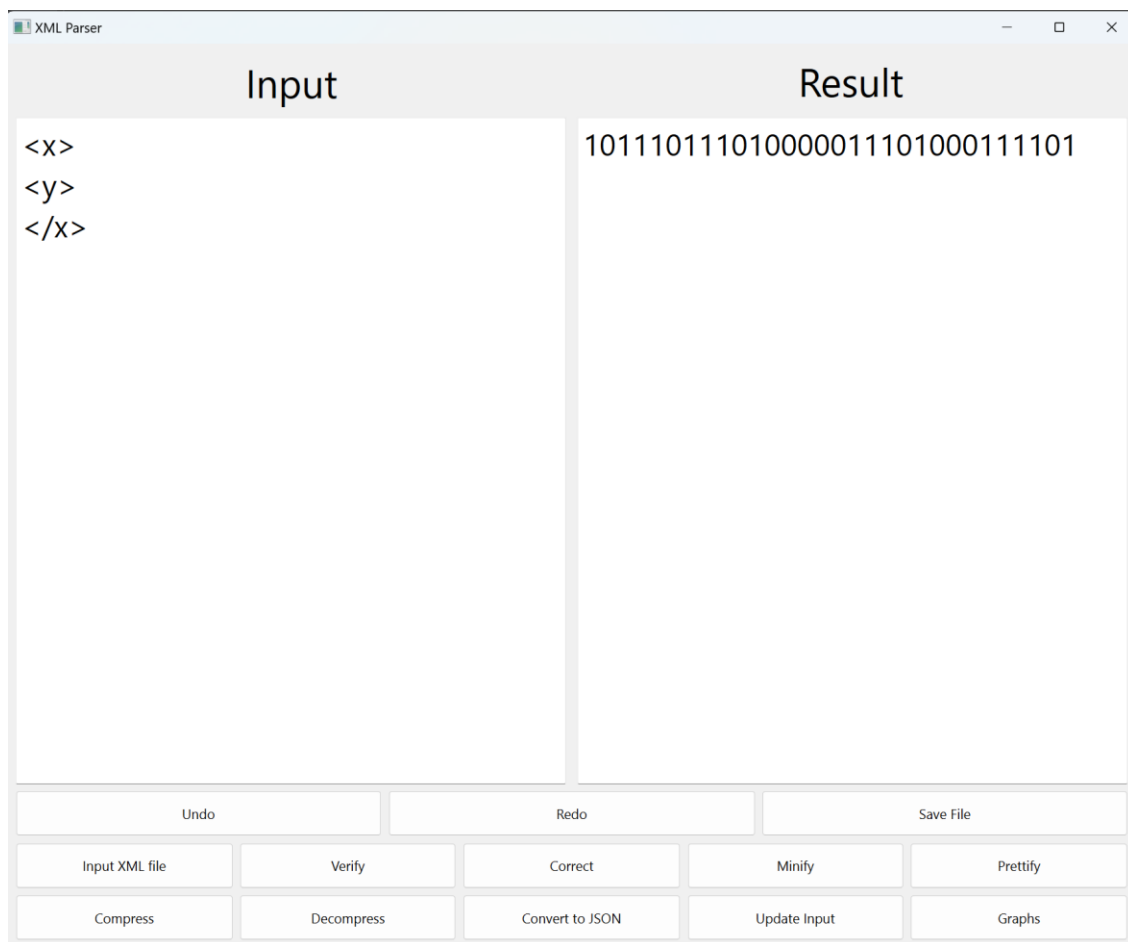 XML Parser
Input
Result
<x>
<y>
</x>
101110111010000011101000111101
Undo
Redo
Save File
Input XML file
Verify
Correct
Minify
Prettify
Compress
Decompress
Convert to JSON
Update Input
Graphs